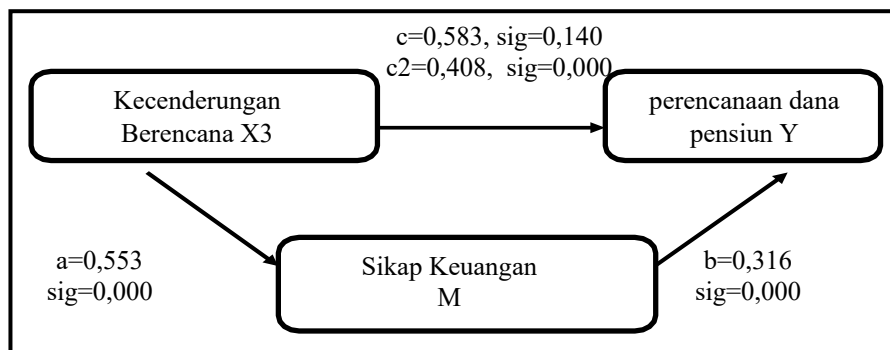 c=0,583, sig=0,140
c2=0,408, sig=0,000
Kecenderungan
Berencana X3
perencanaan dana
pensiun Y
a=0,553
sig=0,000
Sikap Keuangan
M
b=0,316
sig=0,000